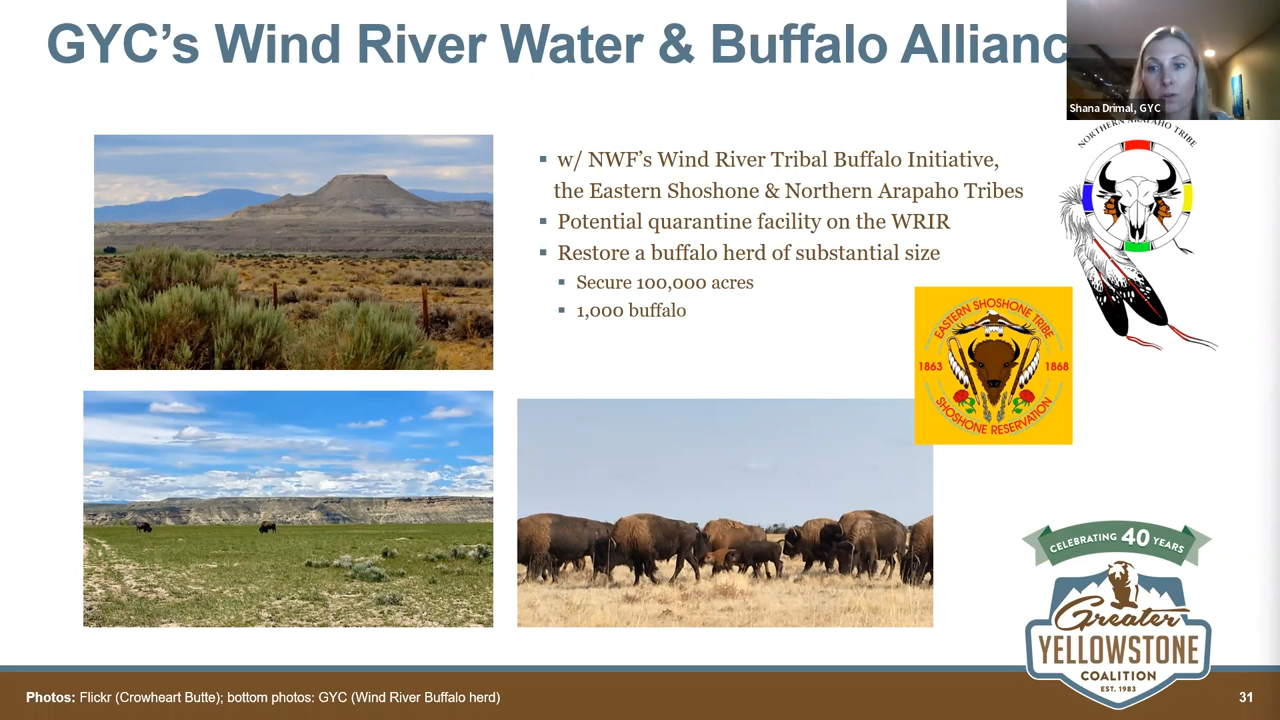 GYC's Wind River Water & Buffalo Allianc
Shana Drimal, GYC
NORTHERN ARAPAHO TRIBE
▪ w/ NWF's Wind River Tribal Buffalo Initiative,
the Eastern Shoshone & Northern Arapaho Tribes
▪ Potential quarantine facility on the WRIR
▪ Restore a buffalo herd of substantial size
▪ Secure 100,000 acres
▪ 1,000 buffalo
EASTERN SHOSHONE TRIBE
1863 1868
SHOSHONE RESERVATION
CELEBRATING 40 YEARS
Greater
YELLOWSTONE
COALITION
EST. 1983
Photos: Flickr (Crowheart Butte); bottom photos: GYC (Wind River Buffalo herd)
31